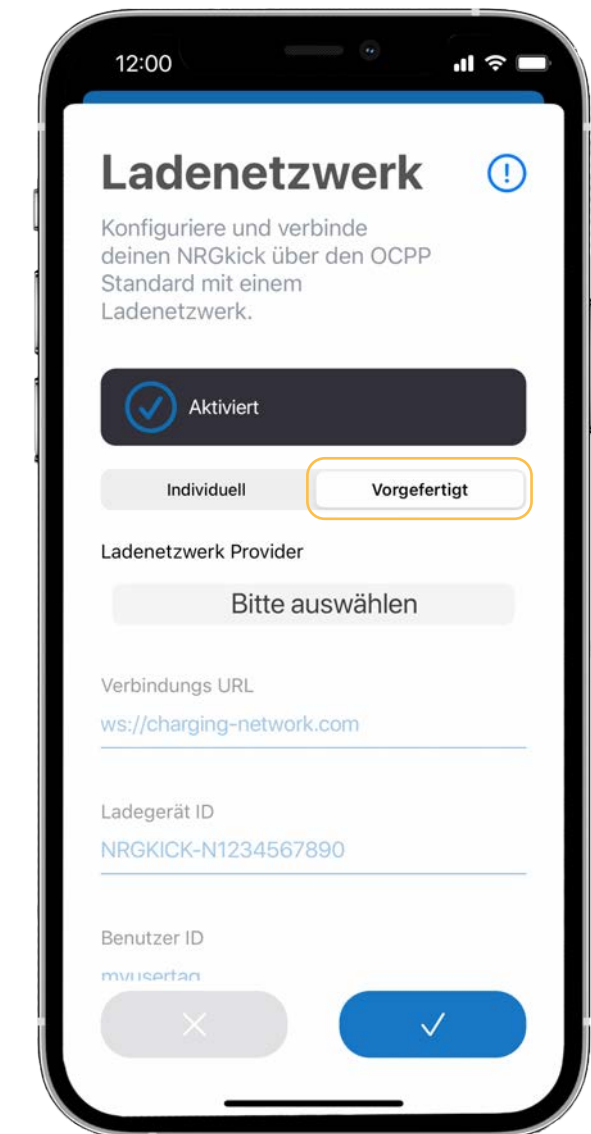 12:00
Ladenetzwerk
Konfiguriere und verbinde
deinen NRGkick über den OCPP
Standard mit einem
Ladenetzwerk.
Aktiviert
Individuell
Vorgefertigt
Ladenetzwerk Provider
Bitte auswählen
Verbindungs URL
ws://charging-network.com
Ladegerät ID
NRGKICK-N1234567890
Benutzer ID
myusertag